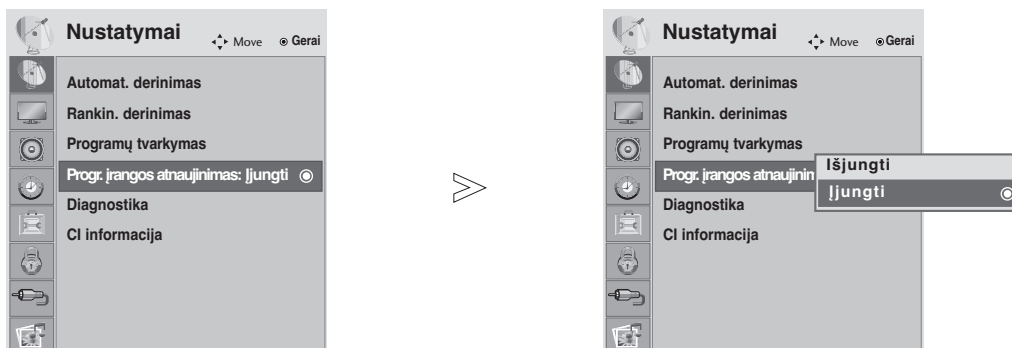 Nustatymai Move Gerai
Automat. derinimas
Rankin. derinimas
Programų tvarkymas
Progr. įrangos atnaujinimas: Įjungti
Diagnostika
CI informacija
Nustatymai Move Gerai
Automat. derinimas
Rankin. derinimas
Programų tvarkymas
Progr. įrangos atnaujin
Išjungti
Įjungti
Diagnostika
CI informacija